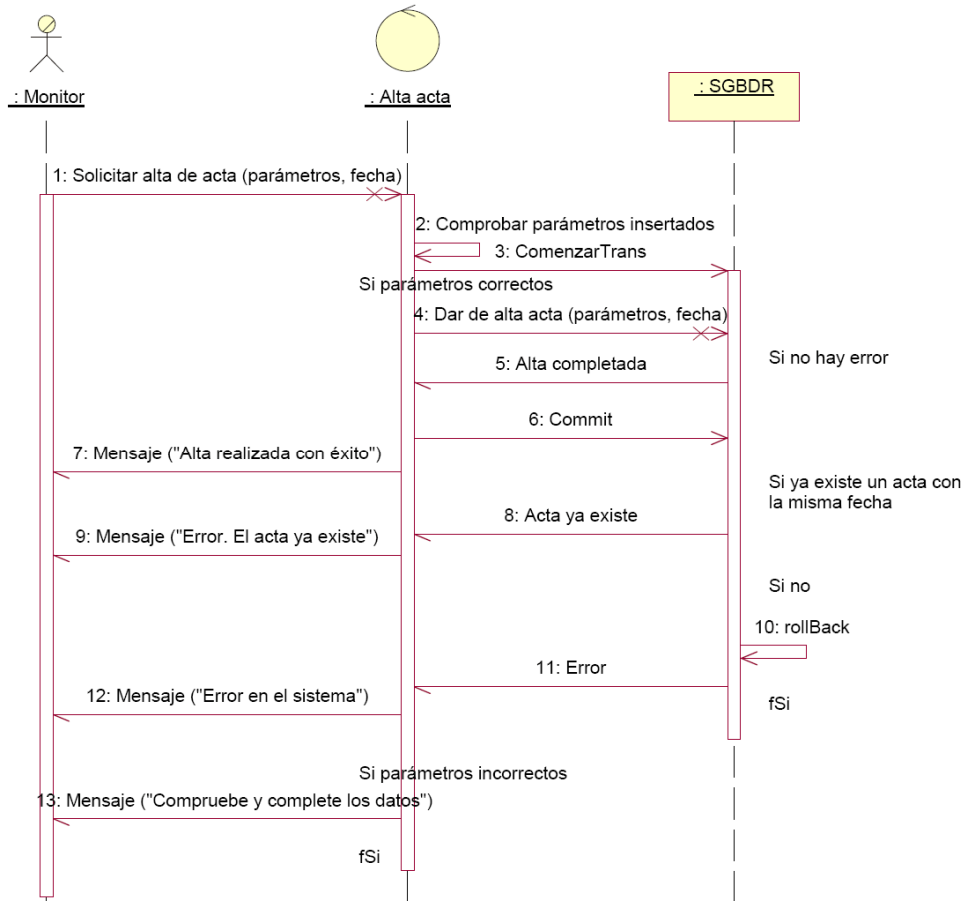 : Monitor
: Alta acta
: SGBDR
1: Solicitar alta de acta (parámetros, fecha)
2: Comprobar parámetros insertados
3: ComenzarTrans
Si parámetros correctos
4: Dar de alta acta (parámetros, fecha)
Si no hay error
5: Alta completada
6: Commit
7: Mensaje ("Alta realizada con éxito")
Si ya existe un acta con
la misma fecha
8: Acta ya existe
9: Mensaje ("Error. El acta ya existe")
Si no
10: rollBack
11: Error
12: Mensaje ("Error en el sistema")
fSi
Si parámetros incorrectos
13: Mensaje ("Compruebe y complete los datos")
fSi